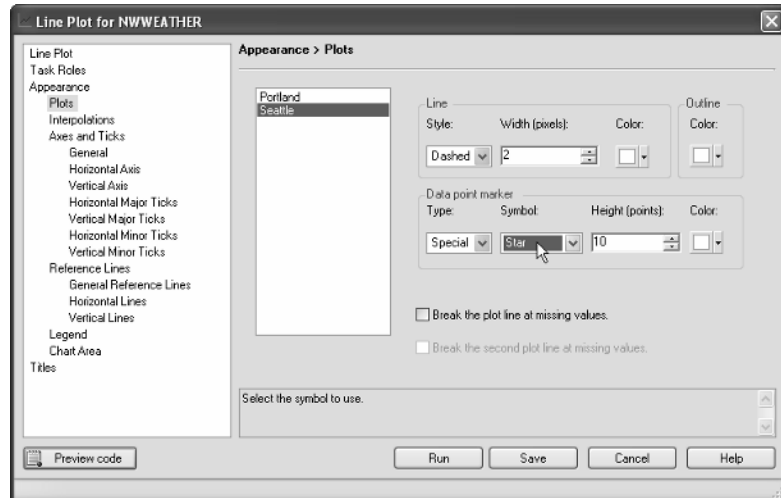 Line Plot for NWWEATHER
Line Plot
Task Roles
Appearance
Plots
Interpolations
Axes and Ticks
General
Horizontal Axis
Vertical Axis
Horizontal Major Ticks
Vertical Major Ticks
Horizontal Minor Ticks
Vertical Minor Ticks
Reference Lines
General Reference Lines
Horizontal Lines
Vertical Lines
Legend
Chart Area
Titles
Appearance > Plots
Portland
Seattle
Line
Style: Width (pixels): Color:
Dashed 2
Outline
Color:
Data point marker
Type: Symbol: Height (points): Color:
Special Star 10
Break the plot line at missing values.
Break the second plot line at missing values.
Select the symbol to use.
Preview code Run Save Cancel Help